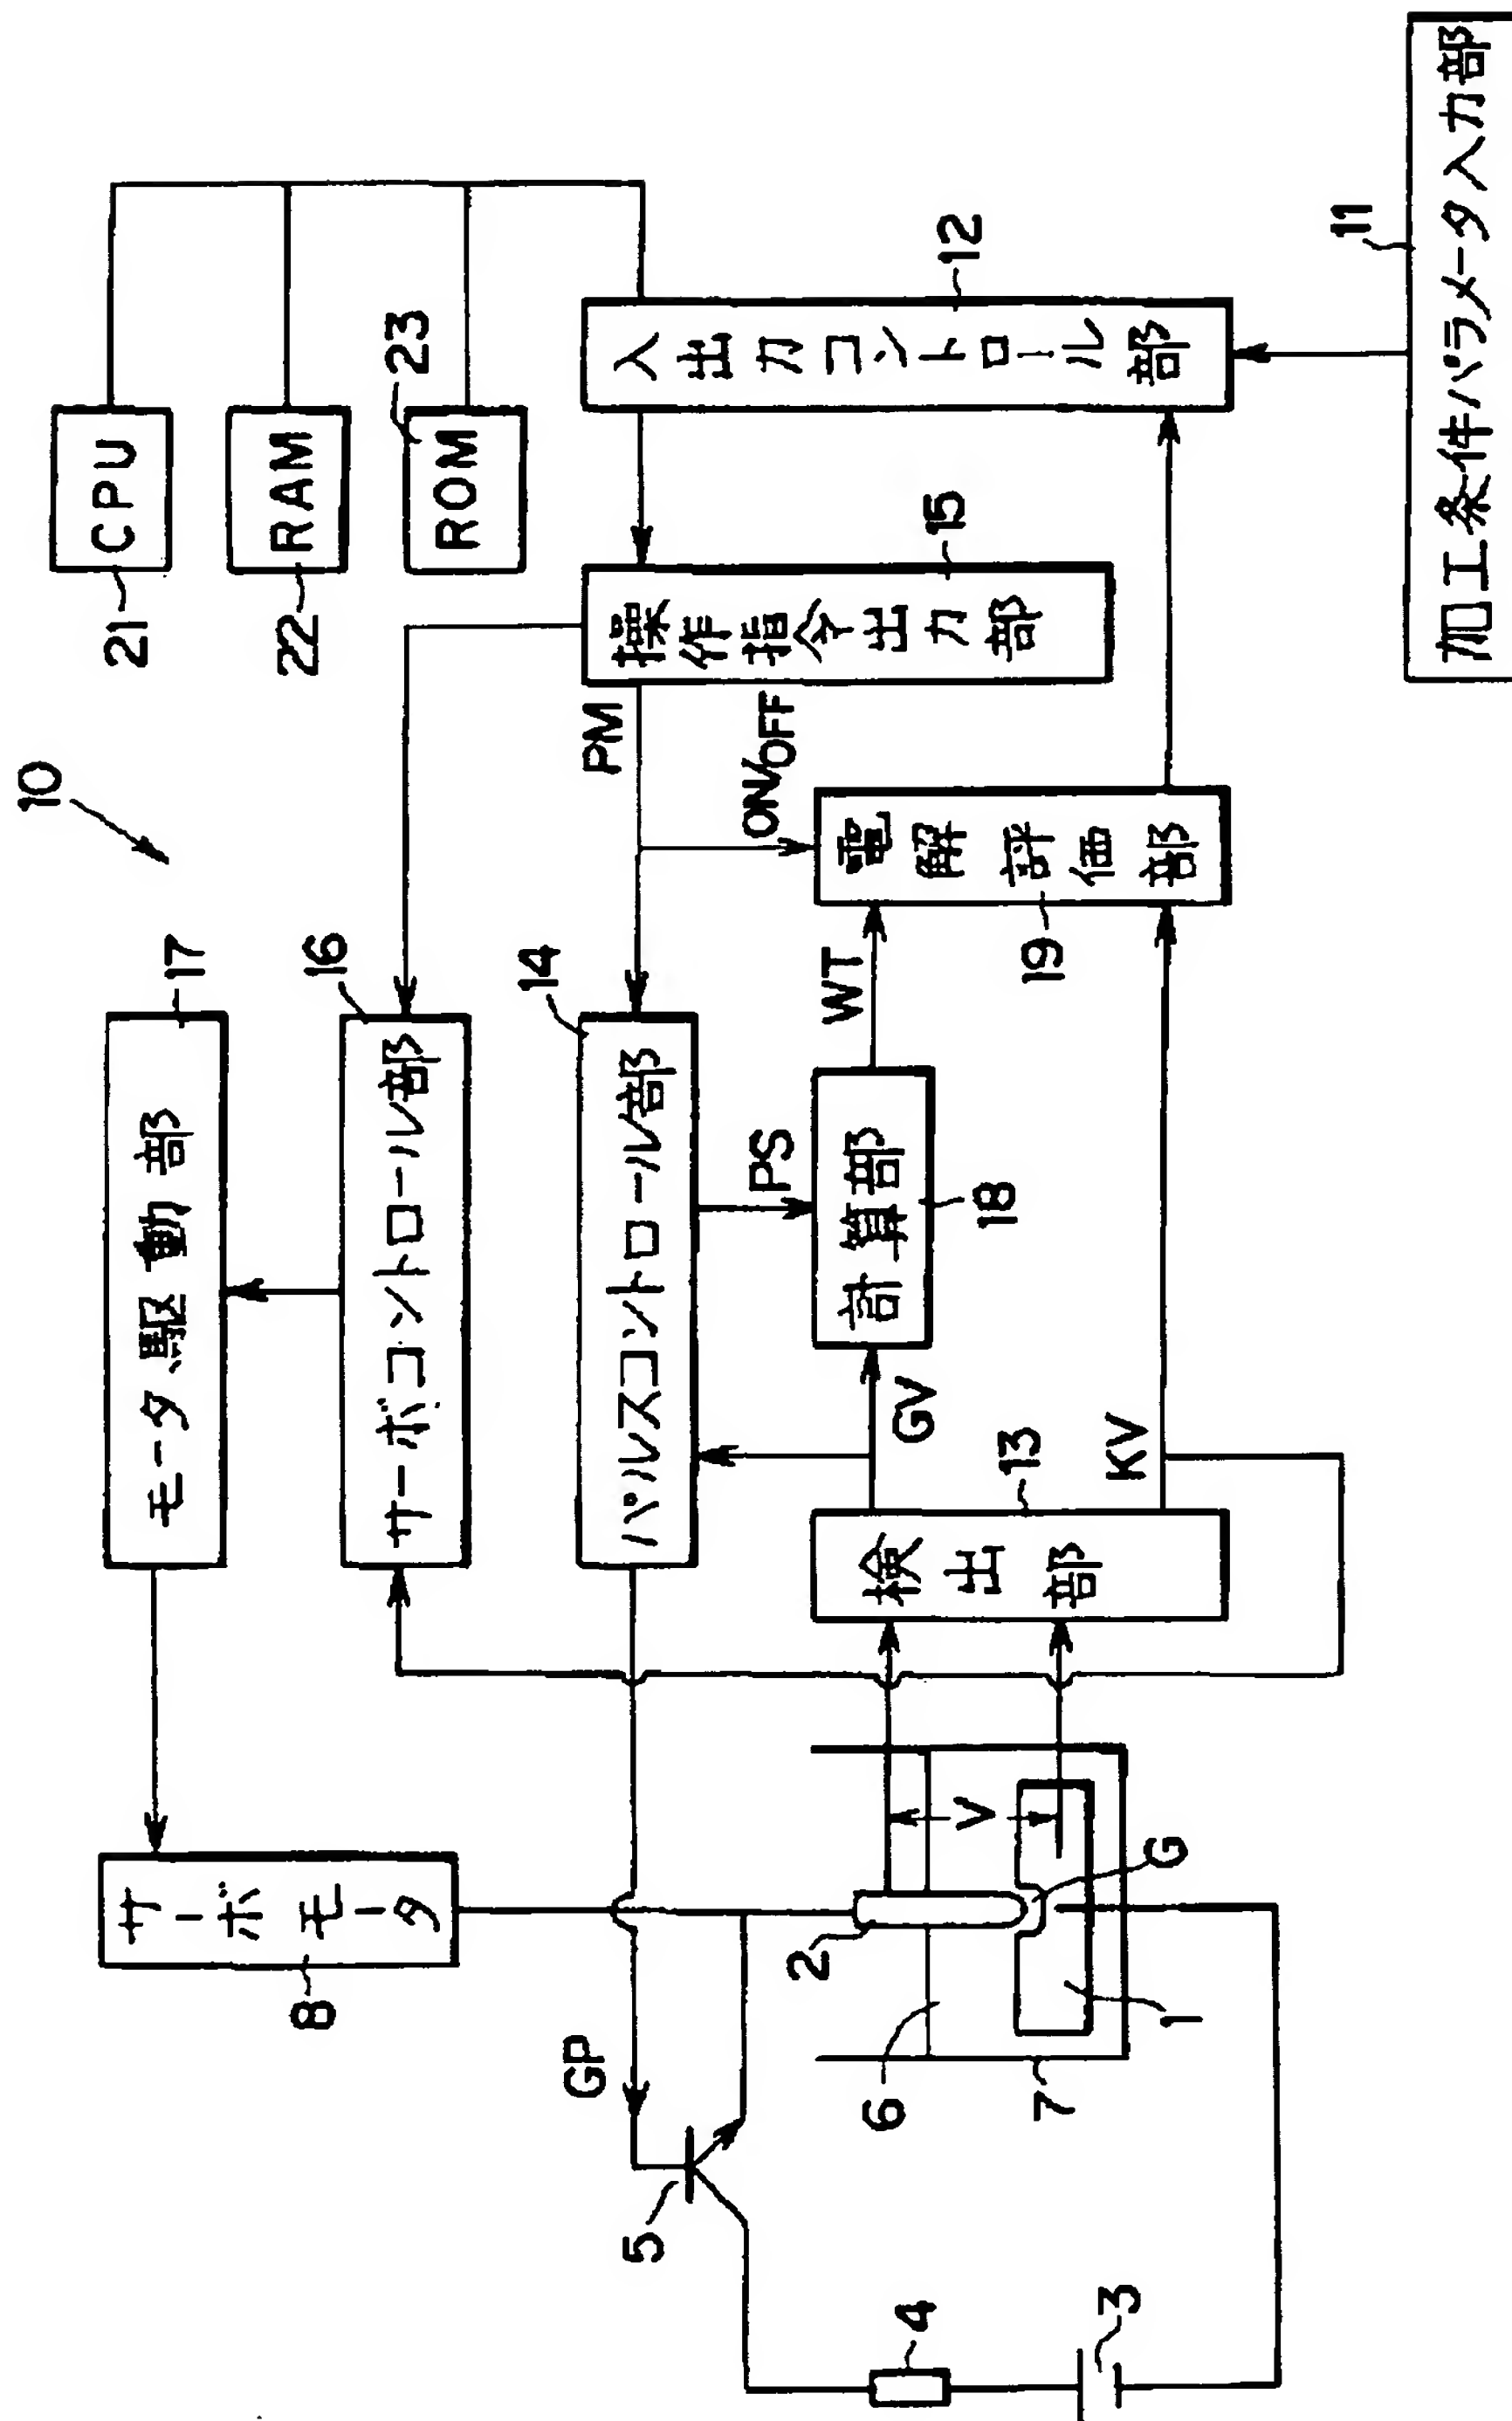 10
17
モータ駆動部
サーボモータ
8
16
サーボコントロール部
14
パルスコントロール部
GP
5
4
3
2
6
7
1
G
V
検出部
13
GV
KV
PS
計算部
18
WT
電解評価部
19
ON/OFF
PM
操作指令出力部
15
入出力コントロール部
12
CPU
21
RAM
22
ROM
23
11
加工条件パラメータ入力部